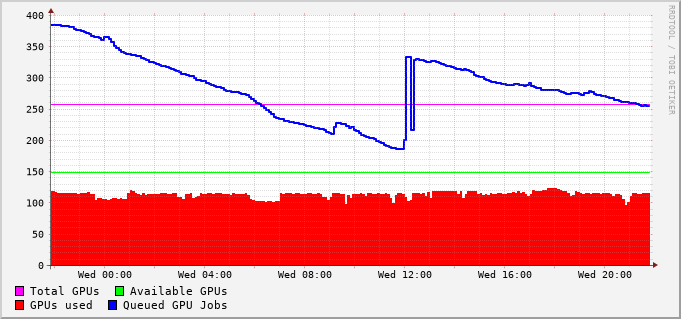 RRDTOOL / TOBI OETIKER
400
350
300
250
200
150
100
50
0
Wed 00:00 Wed 04:00 Wed 08:00 Wed 12:00 Wed 16:00 Wed 20:00
Total GPUs Available GPUs
GPUs used Queued GPU Jobs